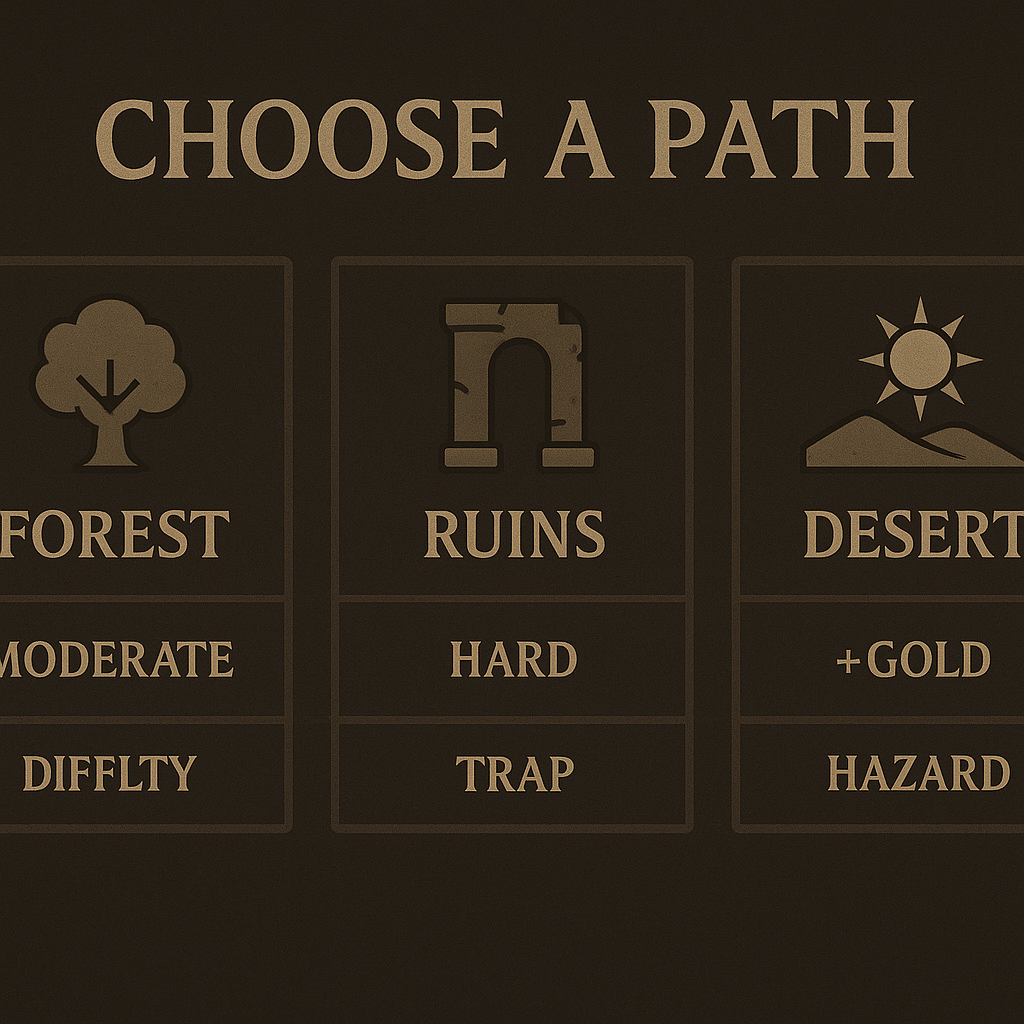 CHOOSE A PATH
FOREST
MODERATE
DIFFLTY
RUINS
HARD
TRAP
DESERT
+GOLD
HAZARD